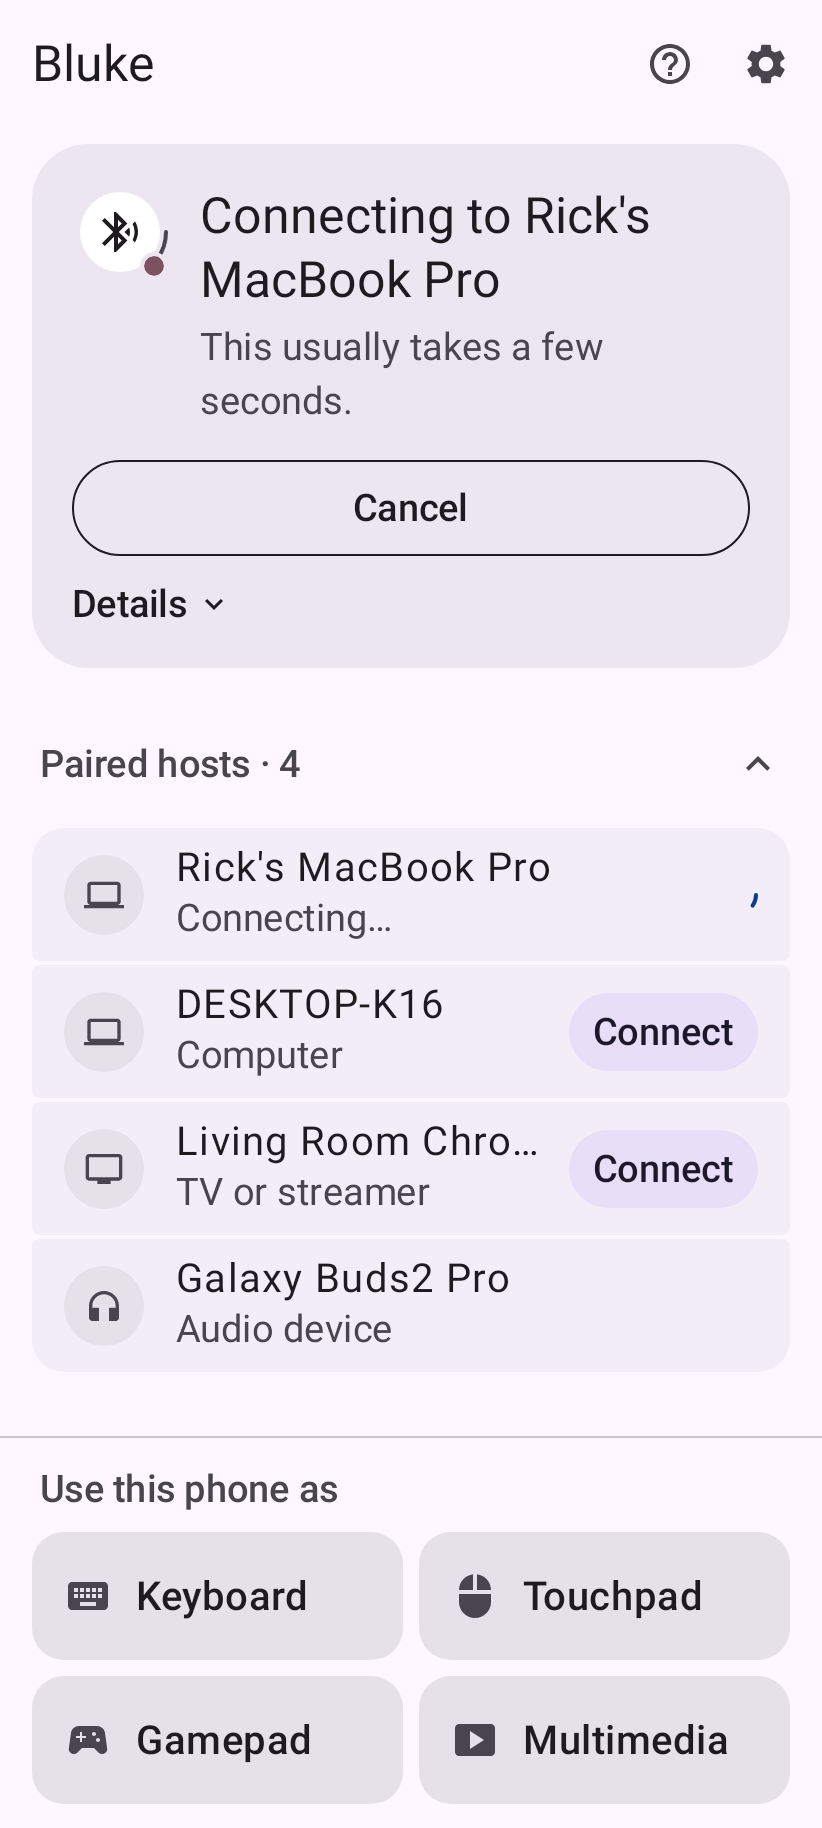 Bluke
Connecting to Rick's
MacBook Pro
This usually takes a few
seconds.
Cancel
Details
Paired hosts · 4
Rick's MacBook Pro
Connecting…
DESKTOP-K16
Computer
Connect
Living Room Chro…
TV or streamer
Connect
Galaxy Buds2 Pro
Audio device
Use this phone as
Keyboard
Touchpad
Gamepad
Multimedia